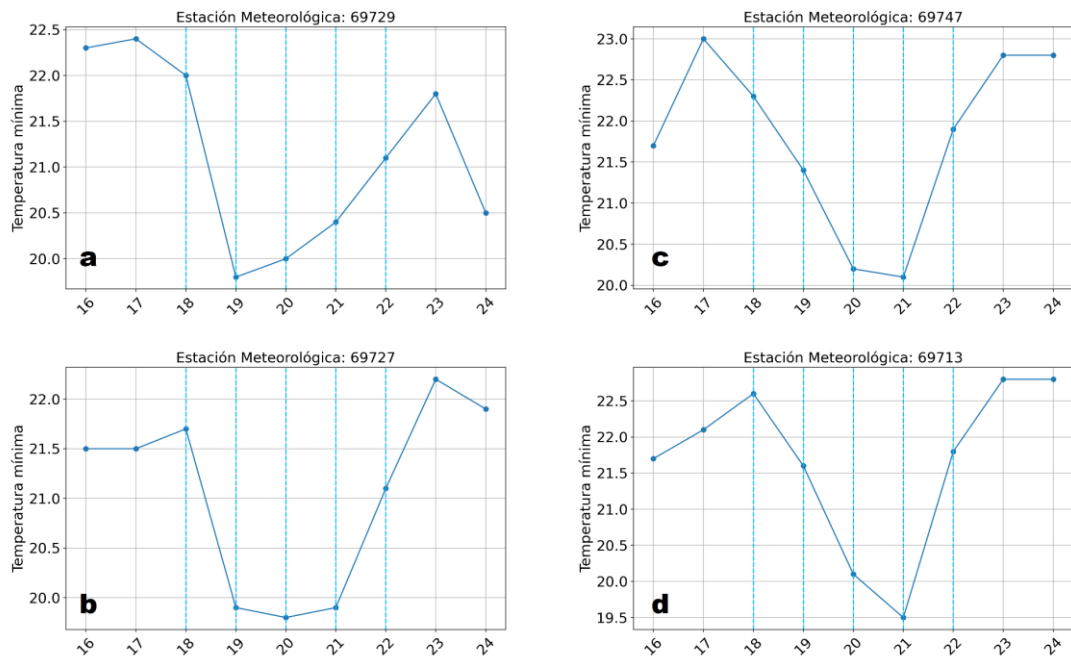 Estación Meteorológica: 69729
Temperatura mínima
22.5
22.0
21.5
21.0
20.5
20.0
a
16 17 18 19 20 21 22 23 24
Estación Meteorológica: 69747
Temperatura mínima
23.0
22.5
22.0
21.5
21.0
20.5
20.0
c
16 17 18 19 20 21 22 23 24
Estación Meteorológica: 69727
Temperatura mínima
22.0
21.5
21.0
20.5
20.0
b
16 17 18 19 20 21 22 23 24
Estación Meteorológica: 69713
Temperatura mínima
22.5
22.0
21.5
21.0
20.5
20.0
19.5
d
16 17 18 19 20 21 22 23 24